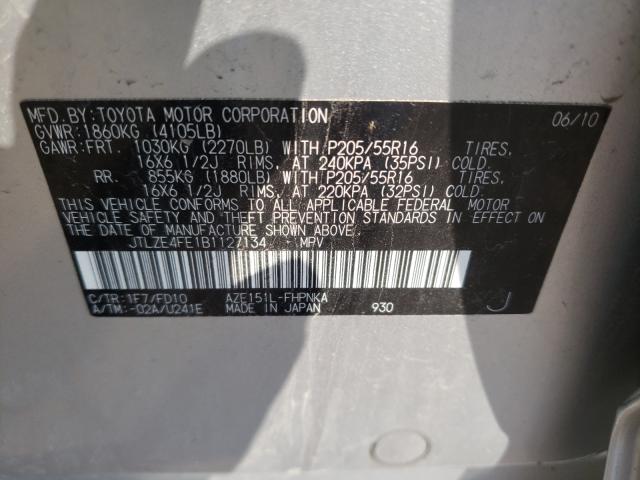 MFD. BY: TOYOTA MOTOR CORPORATION 06/10
GVWR: 1860KG (4105LB)
GAWR: FRT. 1030KG (2270LB) WITH P205/55R16 TIRES,
16X6 1/2J RIMS, AT 240KPA (35PSI) COLD.
RR. 855KG (1880LB) WITH P205/55R16 TIRES,
16X6 1/2J RIMS, AT 220KPA (32PSI) COLD.
THIS VEHICLE CONFORMS TO ALL APPLICABLE FEDERAL MOTOR
VEHICLE SAFETY AND THEFT PREVENTION STANDARDS IN EFFECT ON
THE DATE OF MANUFACTURE SHOWN ABOVE.
JTLZE4FE1B1127134 MPV
C/TR: 1F7/FD10 AZE151L-FHPNKA
A/TM: -02A/U241E MADE IN JAPAN 930 J